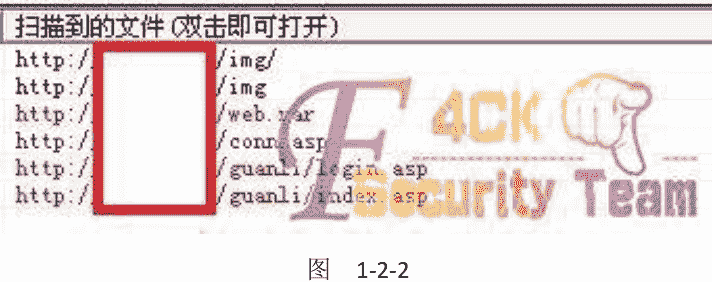 扫描到的文件(双击即可打开)
http:/ /img/
http:/ /img
http:/ /web.rar
http:/ /conn.asp
http:/ /guanli/login.asp
http:/ /guanli/index.asp
F4CK
Security Team
图 1-2-2